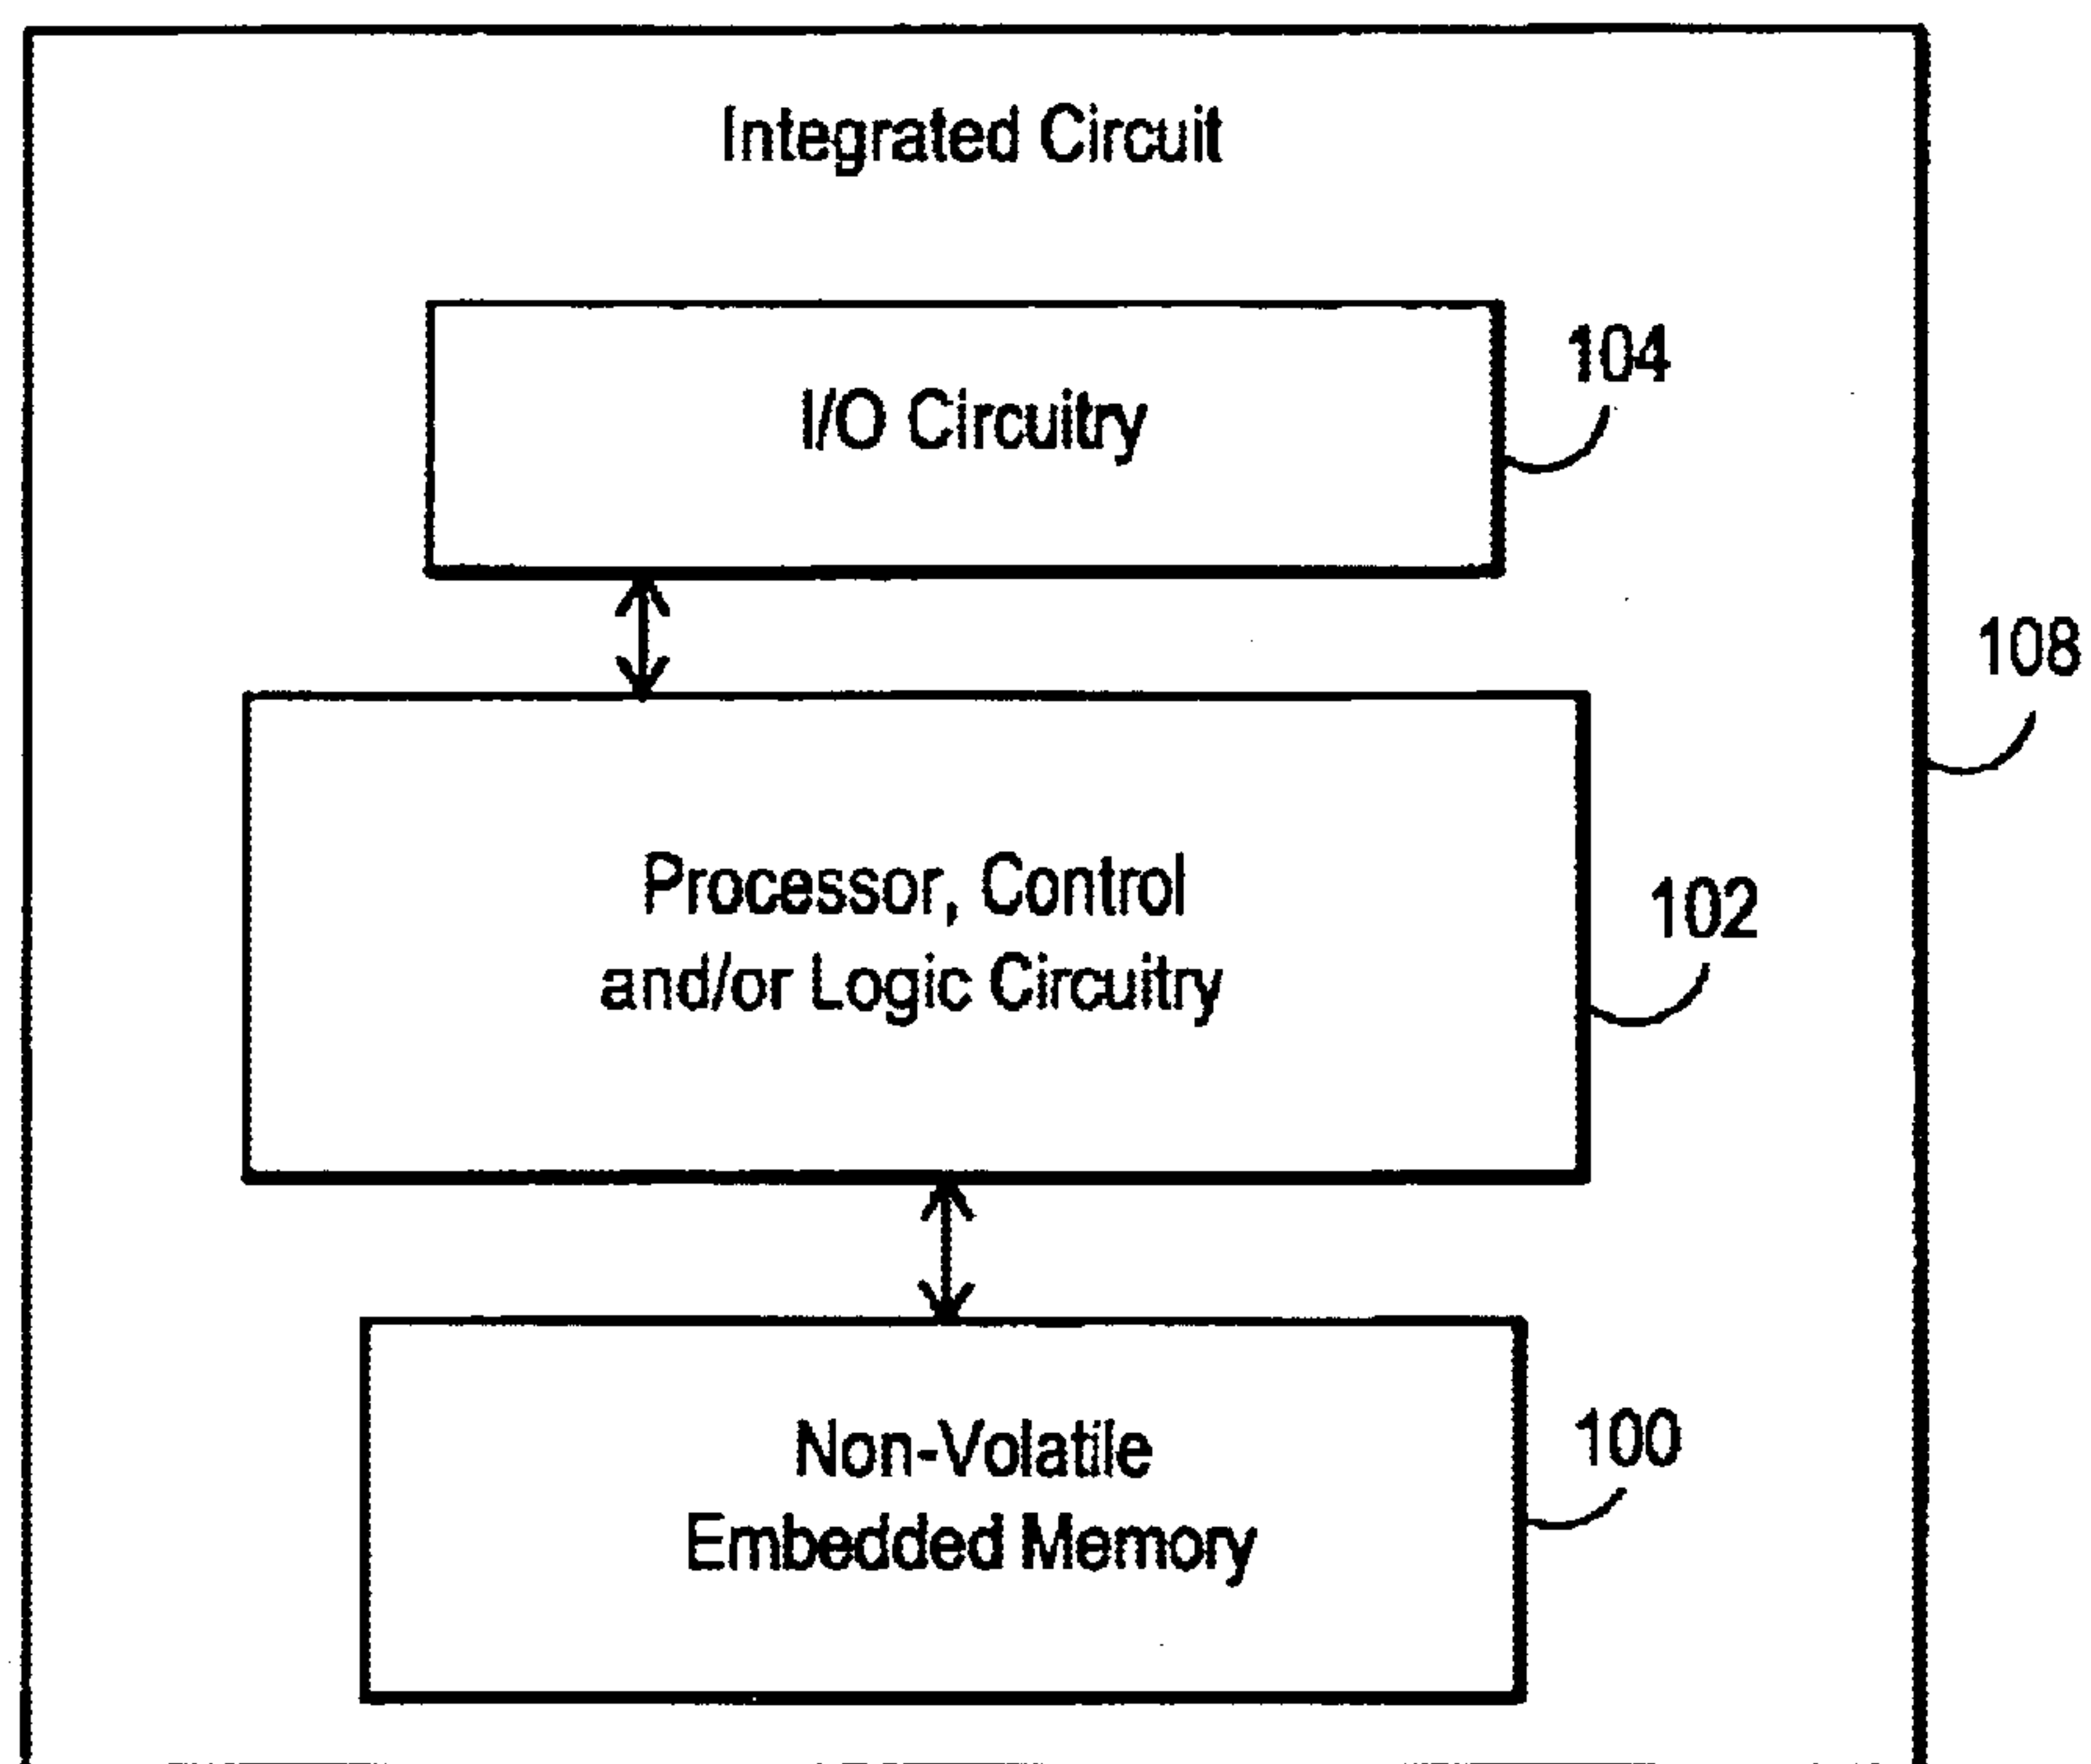 Integrated Circuit
I/O Circuitry
104
108
Processor, Control
and/or Logic Circuitry
102
Non-Volatile
Embedded Memory
100